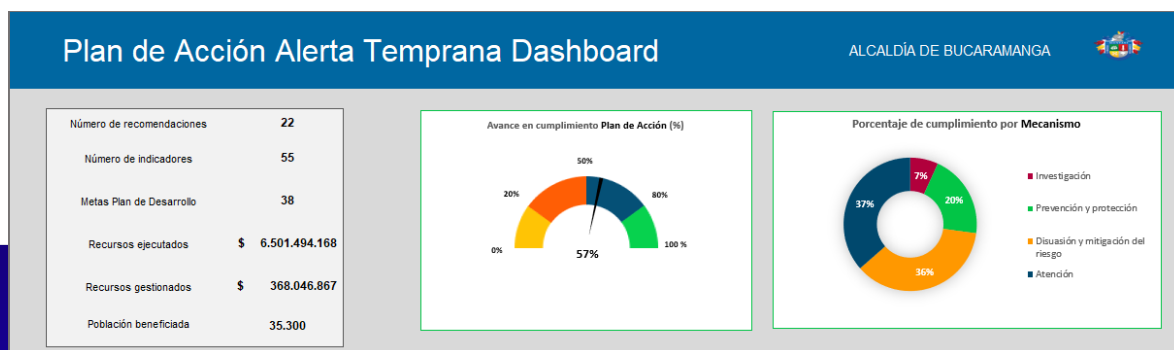 Plan de Acción Alerta Temprana Dashboard
ALCALDÍA DE BUCARAMANGA
Número de recomendaciones 22
Número de indicadores 55
Metas Plan de Desarrollo 38
Recursos ejecutados $ 6.501.494.168
Recursos gestionados $ 368.046.867
Población beneficiada 35.300
Avance en cumplimiento Plan de Acción (%)
50%
20% 80%
0% 100 %
57%
Porcentaje de cumplimiento por Mecanismo
7%
20%
37%
36%
Investigación
Prevención y protección
Disuasión y mitigación del
riesgo
Atención